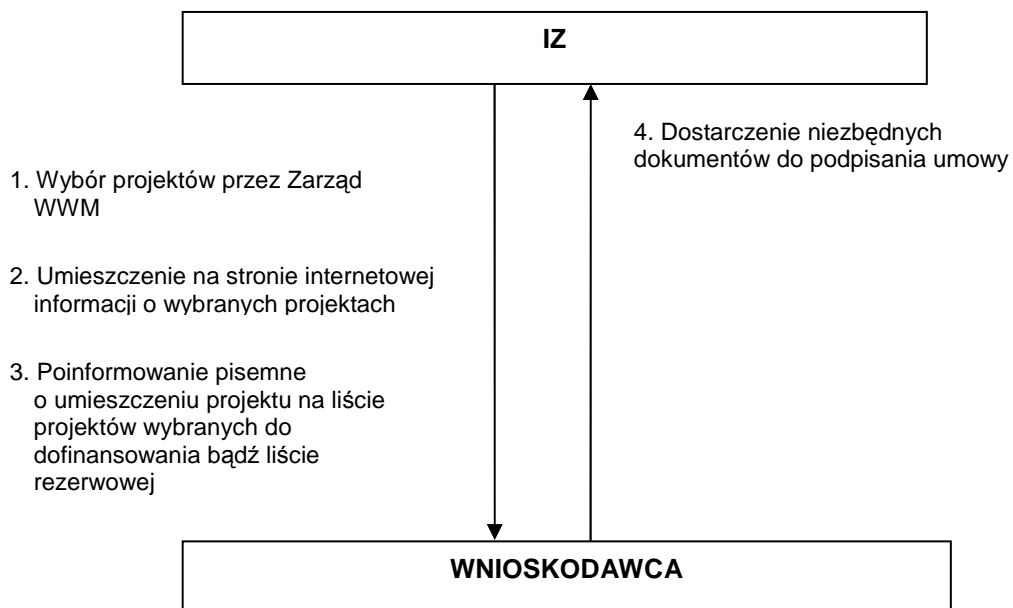 IZ
4. Dostarczenie niezbędnych
dokumentów do podpisania umowy
1. Wybór projektów przez Zarząd
WWM
2. Umieszczenie na stronie internetowej
informacji o wybranych projektach
3. Poinformowanie pisemne
o umieszczeniu projektu na liście
projektów wybranych do
dofinansowania bądź liście
rezerwowej
WNIOSKODAWCA